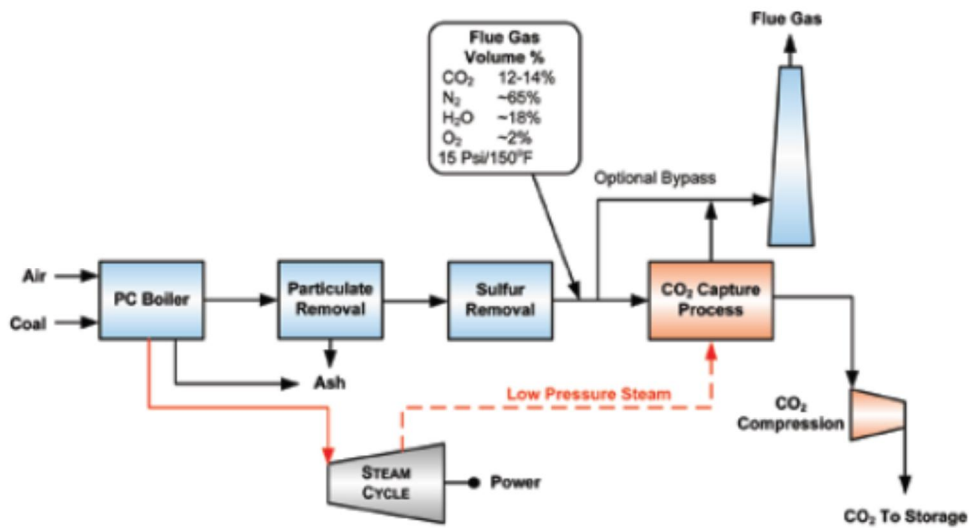 Flue Gas
Flue Gas
Volume %
CO₂ 12-14%
N₂ ~65%
H₂O ~18%
O₂ ~2%
15 Psi/150°F
Optional Bypass
Air
Coal
PC Boiler
Particulate
Removal
Sulfur
Removal
CO₂ Capture
Process
Ash
Low Pressure Steam
CO₂
Compression
STEAM
CYCLE
Power
CO₂ To Storage